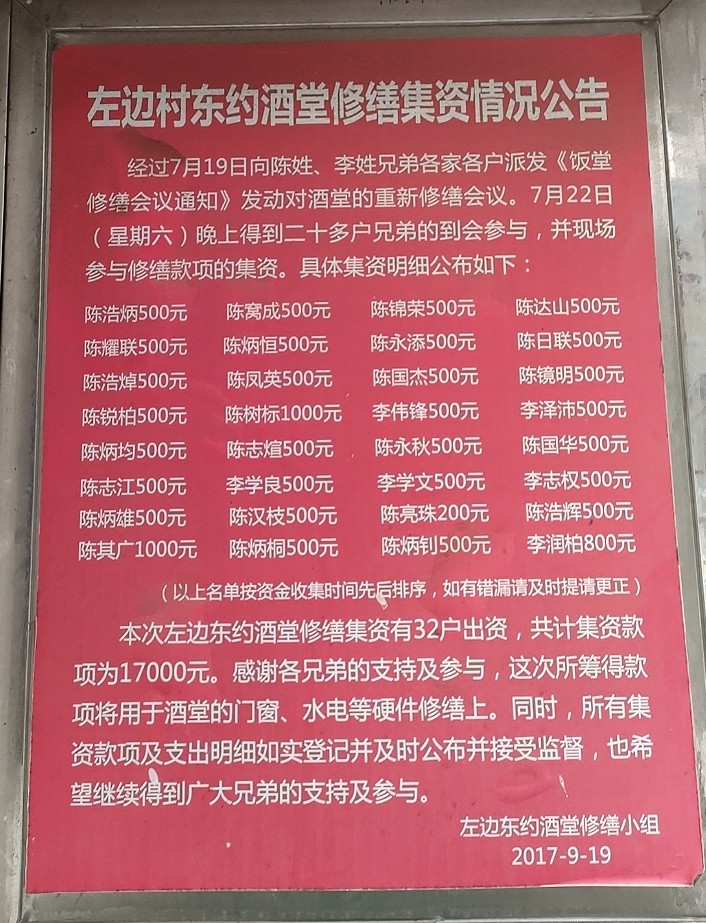 左边村东约酒堂修缮集资情况公告
经过7月19日向陈姓、李姓兄弟各家各户派发《饭堂
修缮会议通知》发动对酒堂的重新修缮会议。7月22日
（星期六）晚上得到二十多户兄弟的到会参与，并现场
参与修缮款项的集资。具体集资明细公布如下：
陈浩炳500元 陈窝成500元 陈锦荣500元 陈达山500元
陈耀联500元 陈炳恒500元 陈永添500元 陈日联500元
陈浩焯500元 陈凤英500元 陈国杰500元 陈镜明500元
陈锐柏500元 陈树标1000元 李伟锋500元 李泽沛500元
陈炳均500元 陈志煊500元 陈永秋500元 陈国华500元
陈志江500元 李学良500元 李学文500元 李志权500元
陈炳雄500元 陈汉枝500元 陈亮珠200元 陈浩辉500元
陈其广1000元 陈炳桐500元 陈炳钊500元 李润柏800元
（以上名单按资金收集时间先后排序，如有错漏请及时提请更正）
本次左边东约酒堂修缮集资有32户出资，共计集资款
项为17000元。感谢各兄弟的支持及参与，这次所筹得款
项将用于酒堂的门窗、水电等硬件修缮上。同时，所有集
资款项及支出明细如实登记并及时公布并接受监督，也希
望继续得到广大兄弟的支持及参与。
左边东约酒堂修缮小组
2017-9-19